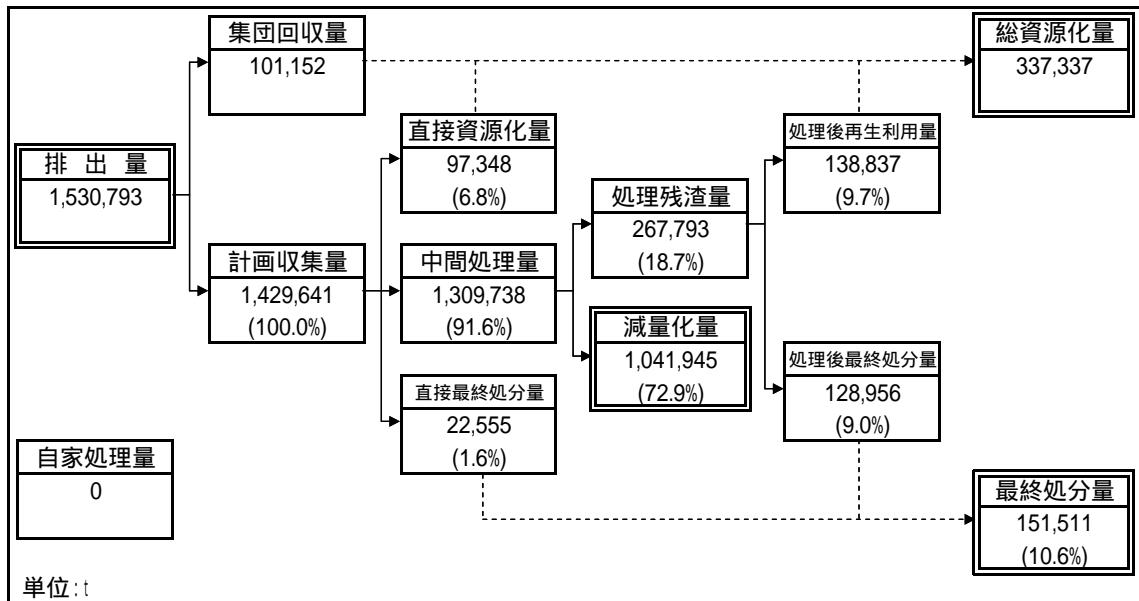 集団回収量
101,152
総資源化量
337,337
直接資源化量
97,348
(6.8%)
処理後再生利用量
138,837
(9.7%)
排 出 量
1,530,793
処理残渣量
267,793
(18.7%)
計画収集量
1,429,641
(100.0%)
中間処理量
1,309,738
(91.6%)
減量化量
1,041,945
(72.9%)
処理後最終処分量
128,956
(9.0%)
直接最終処分量
22,555
(1.6%)
自家処理量
0
最終処分量
151,511
(10.6%)
単位:t